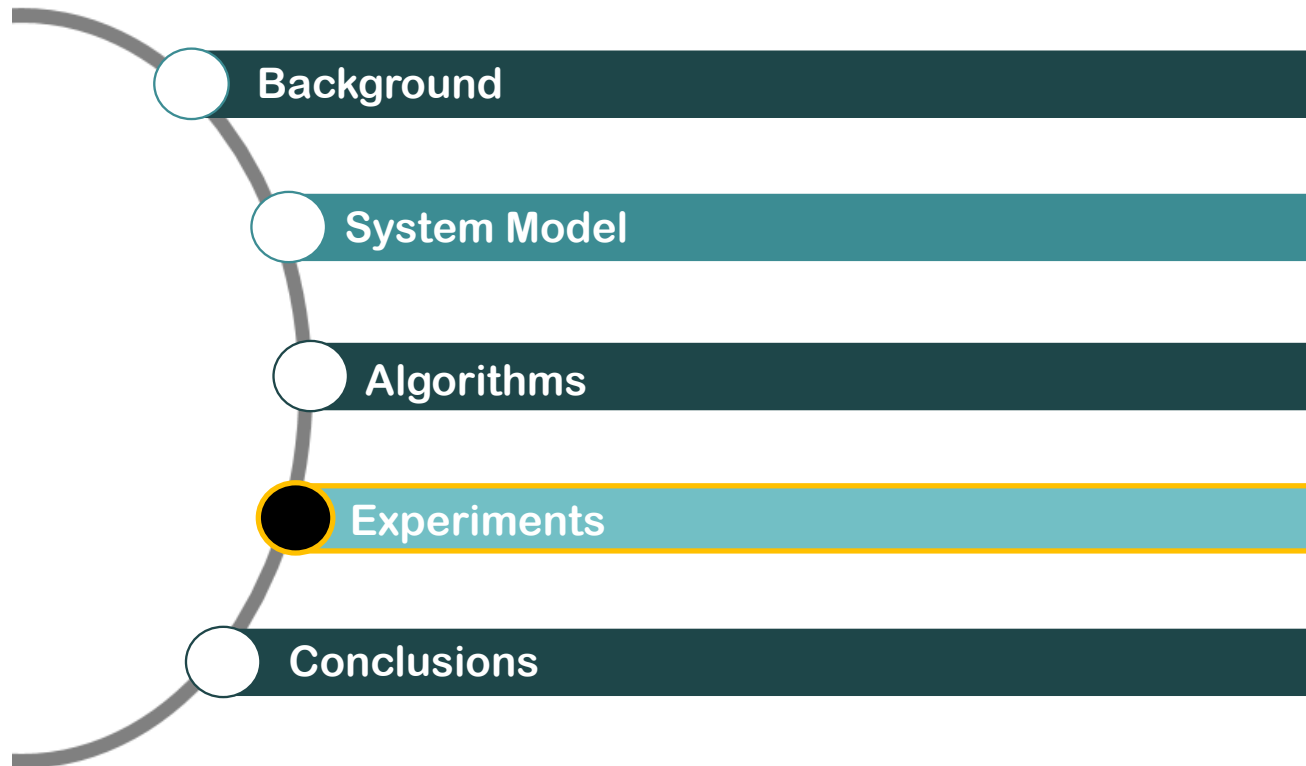 Background
System Model
Algorithms
Experiments
Conclusions